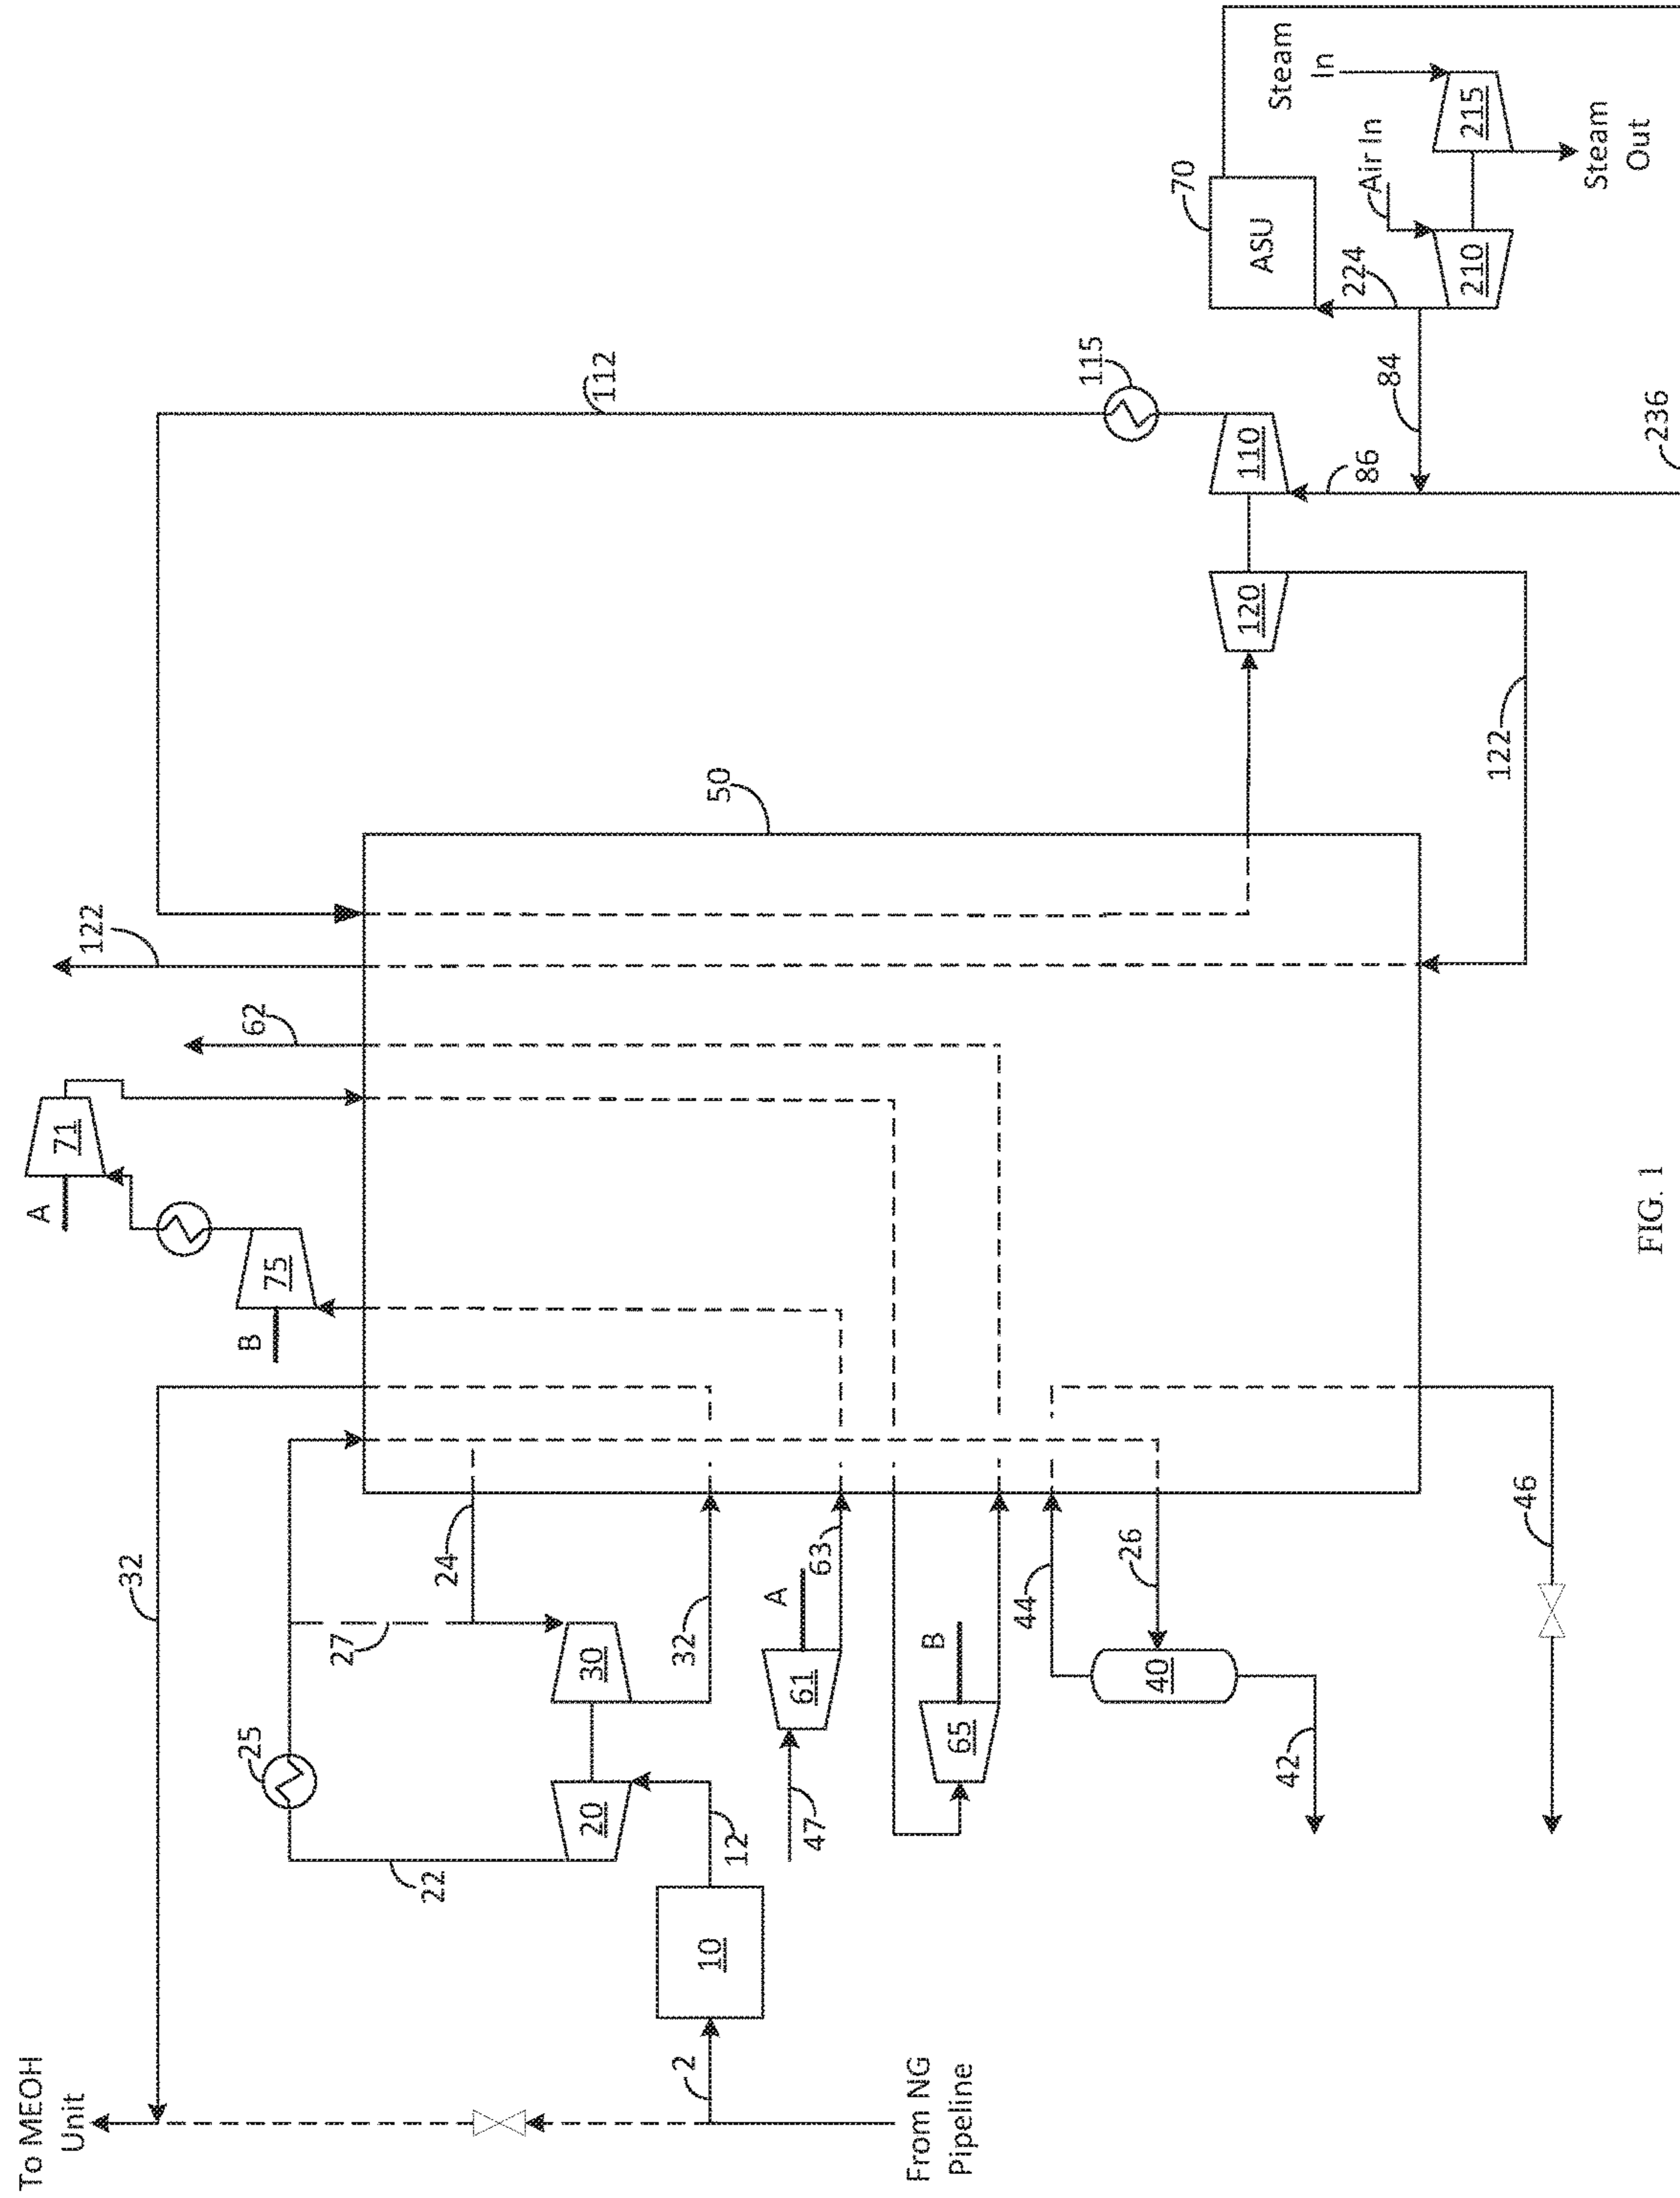 To MEOH
Unit
32
22
25
27
24
2
10
12
20
30
32
From NG
Pipeline
47
61
A
63
65
B
44
26
40
42
46
B
75
A
71
62
122
50
112
115
120
110
122
86
84
236
70
ASU
224
Air In
210
215
Steam
In
Steam
Out
FIG. 1